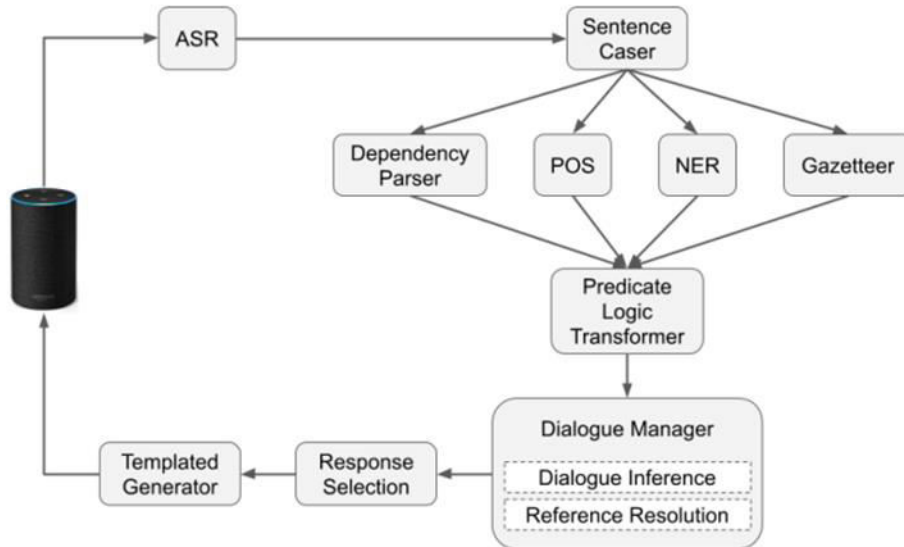 ASR
Sentence
Caser
Dependency
Parser
POS
NER
Gazetteer
Predicate
Logic
Transformer
Dialogue Manager
Dialogue Inference
Reference Resolution
Response
Selection
Templated
Generator